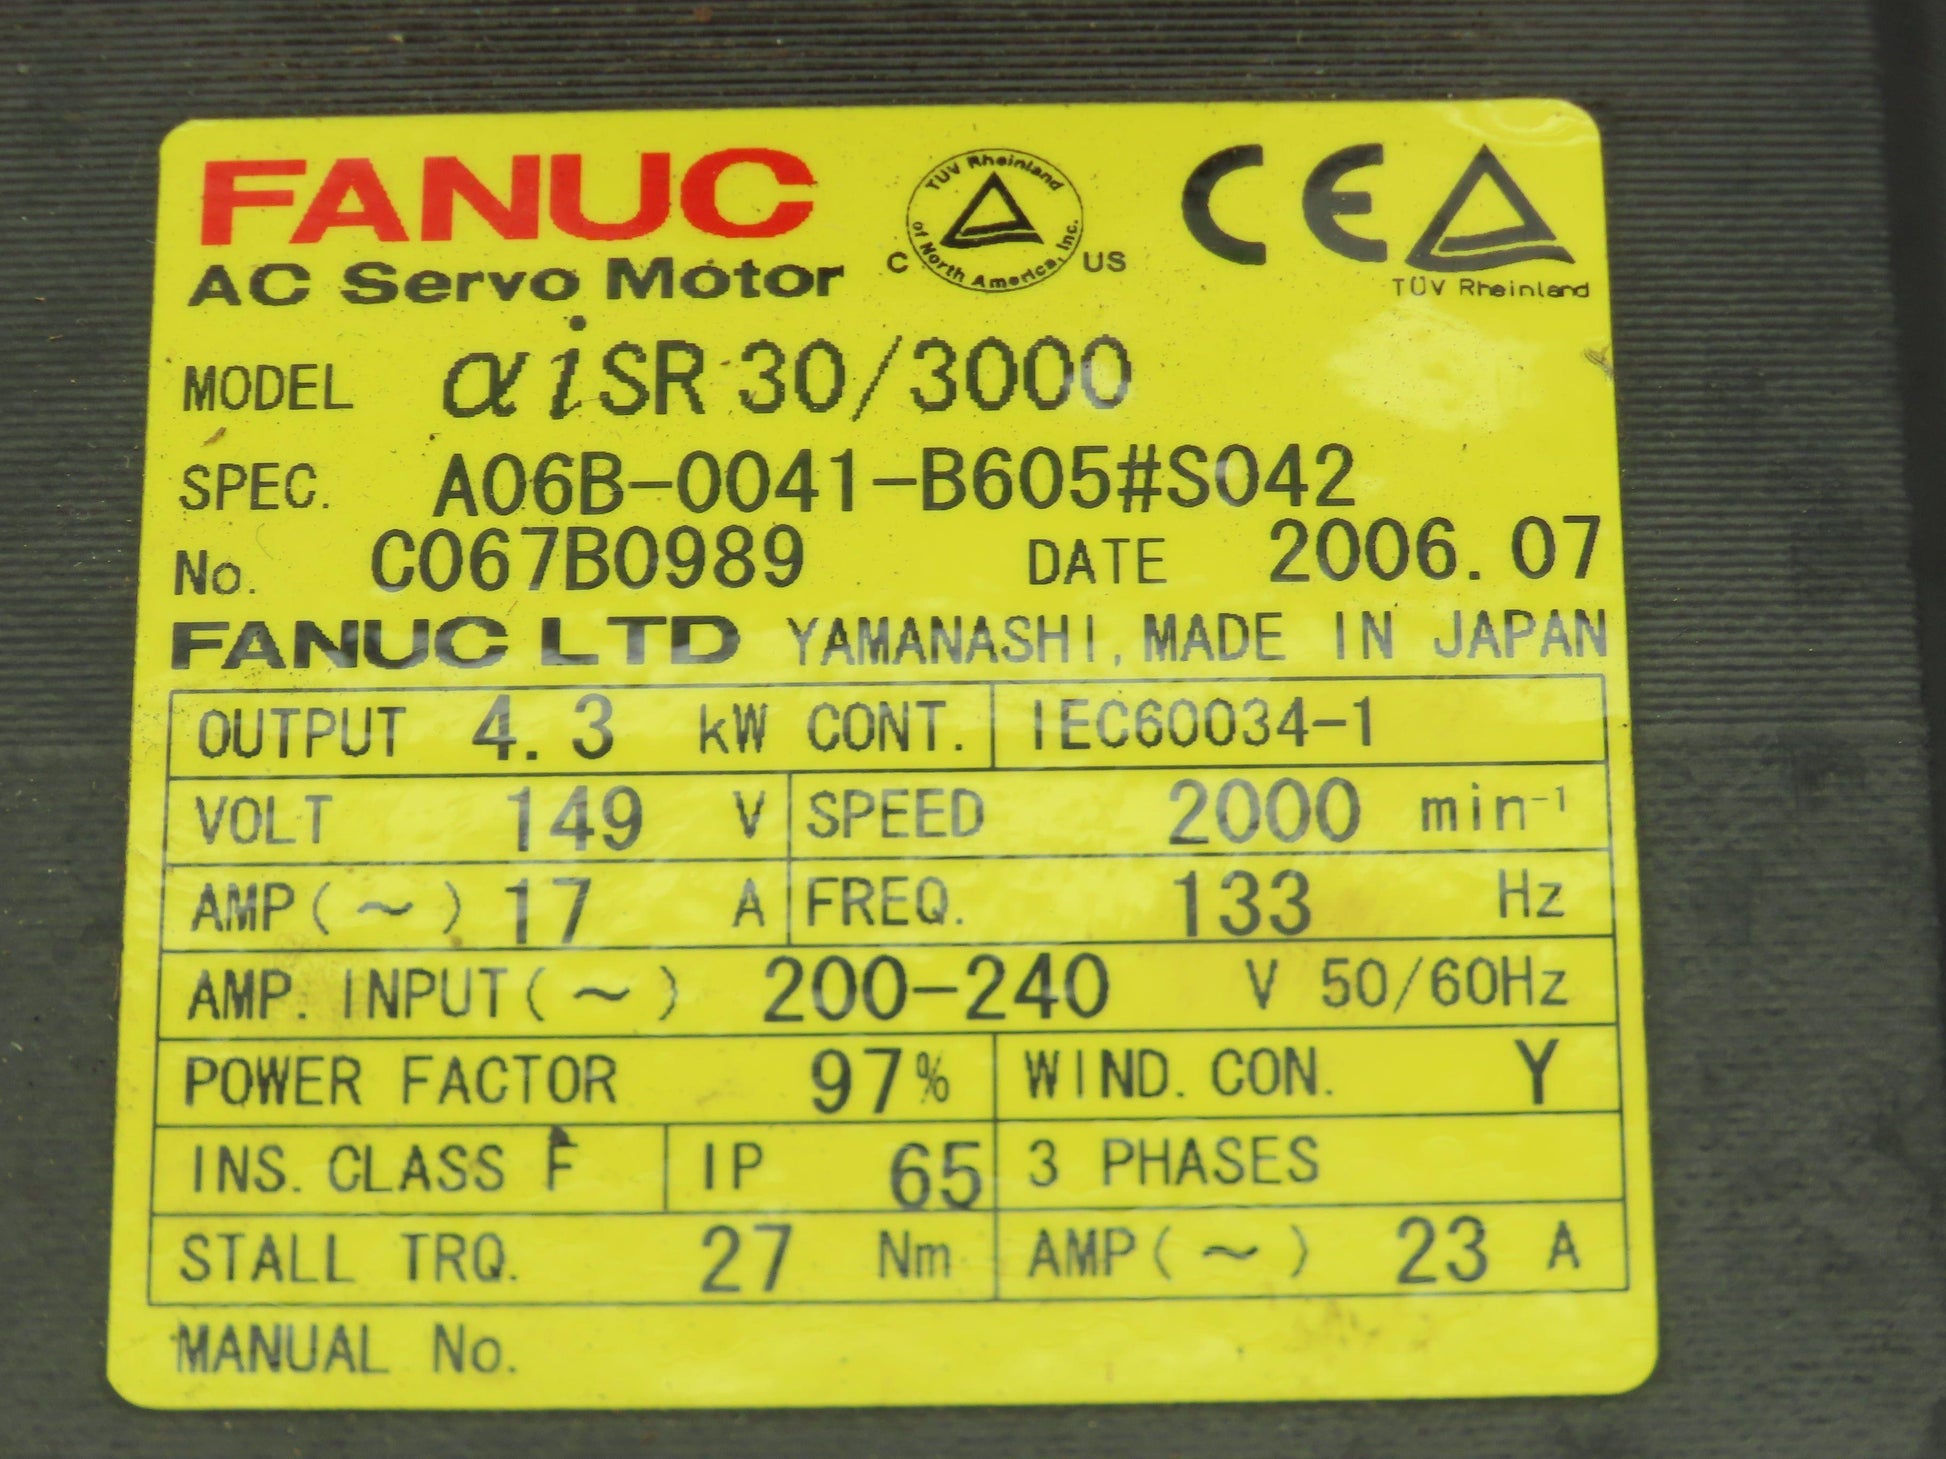 FANUC
TÜV Rheinland of North America, Inc.
C US
CE
TÜV Rheinland
AC Servo Motor
MODEL αiSR 30/3000
SPEC. A06B-0041-B605#S042
No. C067B0989 DATE 2006.07
FANUC LTD YAMANASHI, MADE IN JAPAN
OUTPUT 4.3 kW CONT. IEC60034-1
VOLT 149 V SPEED 2000 min⁻¹
AMP(~) 17 A FREQ. 133 Hz
AMP. INPUT(~) 200-240 V 50/60Hz
POWER FACTOR 97% WIND. CON. Y
INS. CLASS F IP 65 3 PHASES
STALL TRQ. 27 Nm AMP(~) 23 A
MANUAL No.